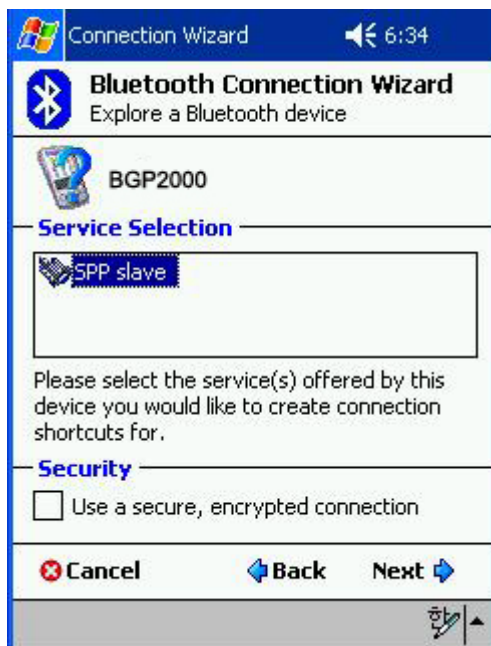 Connection Wizard 6:34
Bluetooth Connection Wizard
Explore a Bluetooth device
BGP2000
Service Selection
SPP slave
Please select the service(s) offered by this
device you would like to create connection
shortcuts for.
Security
Use a secure, encrypted connection
Cancel Back Next
한